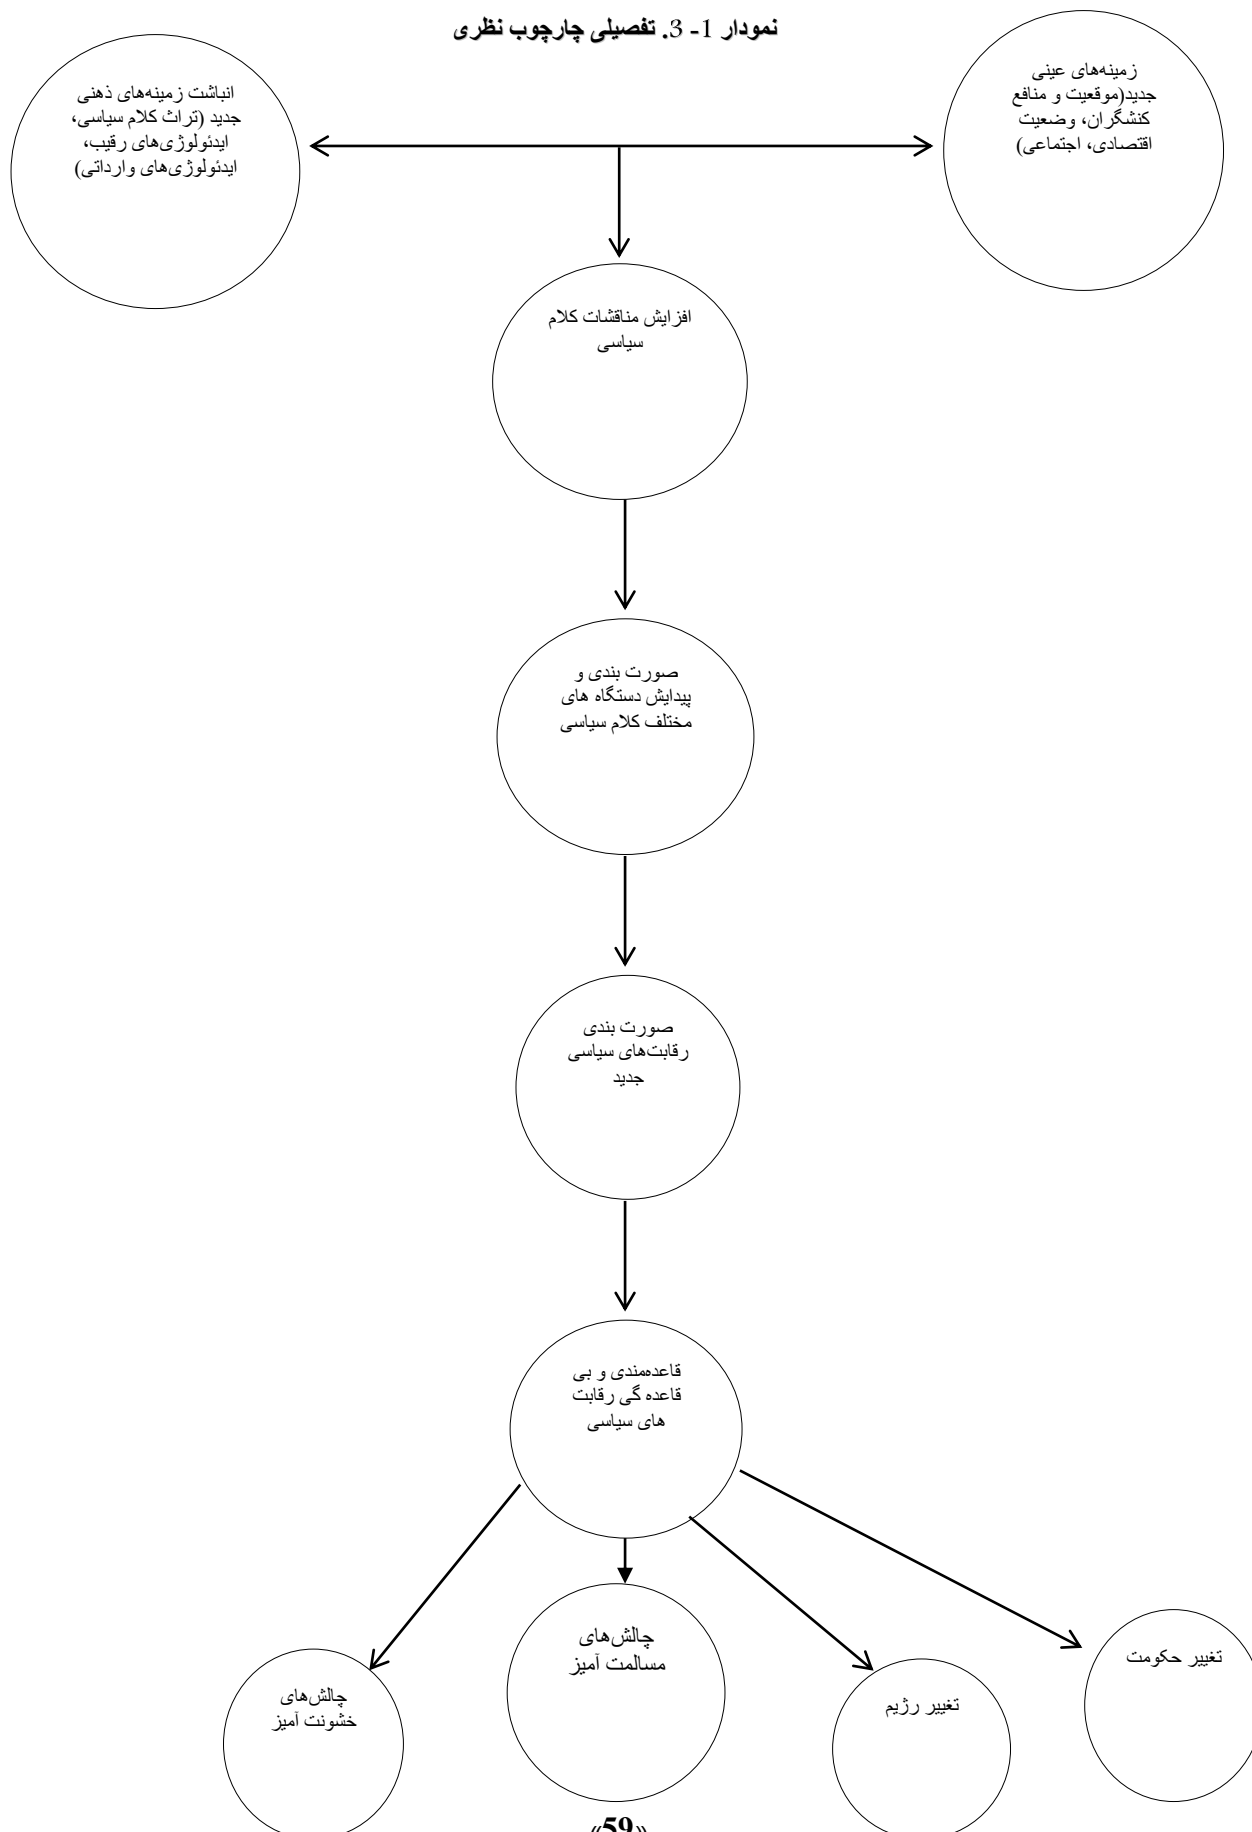 نمودار 1- 3. تفصیلی چارچوب نظری
زمینه‌های عینی
جدید(موقعیت و منافع
کنشگران، وضعیت
اقتصادی، اجتماعی)
انباشت زمینه‌های ذهنی
جدید (تراث کلام سیاسی،
ایدئولوژی‌های رقیب،
ایدئولوژی‌های وارداتی)
افزایش مناقشات کلام
سیاسی
صورت بندی و
پیدایش دستگاه های
مختلف کلام سیاسی
صورت بندی
رقابت‌های سیاسی
جدید
قاعده‌مندی و بی
قاعده گی رقابت
های سیاسی
تغییر حکومت
تغییر رژیم
چالش‌های
مسالمت آمیز
چالش‌های
خشونت آمیز
«59»